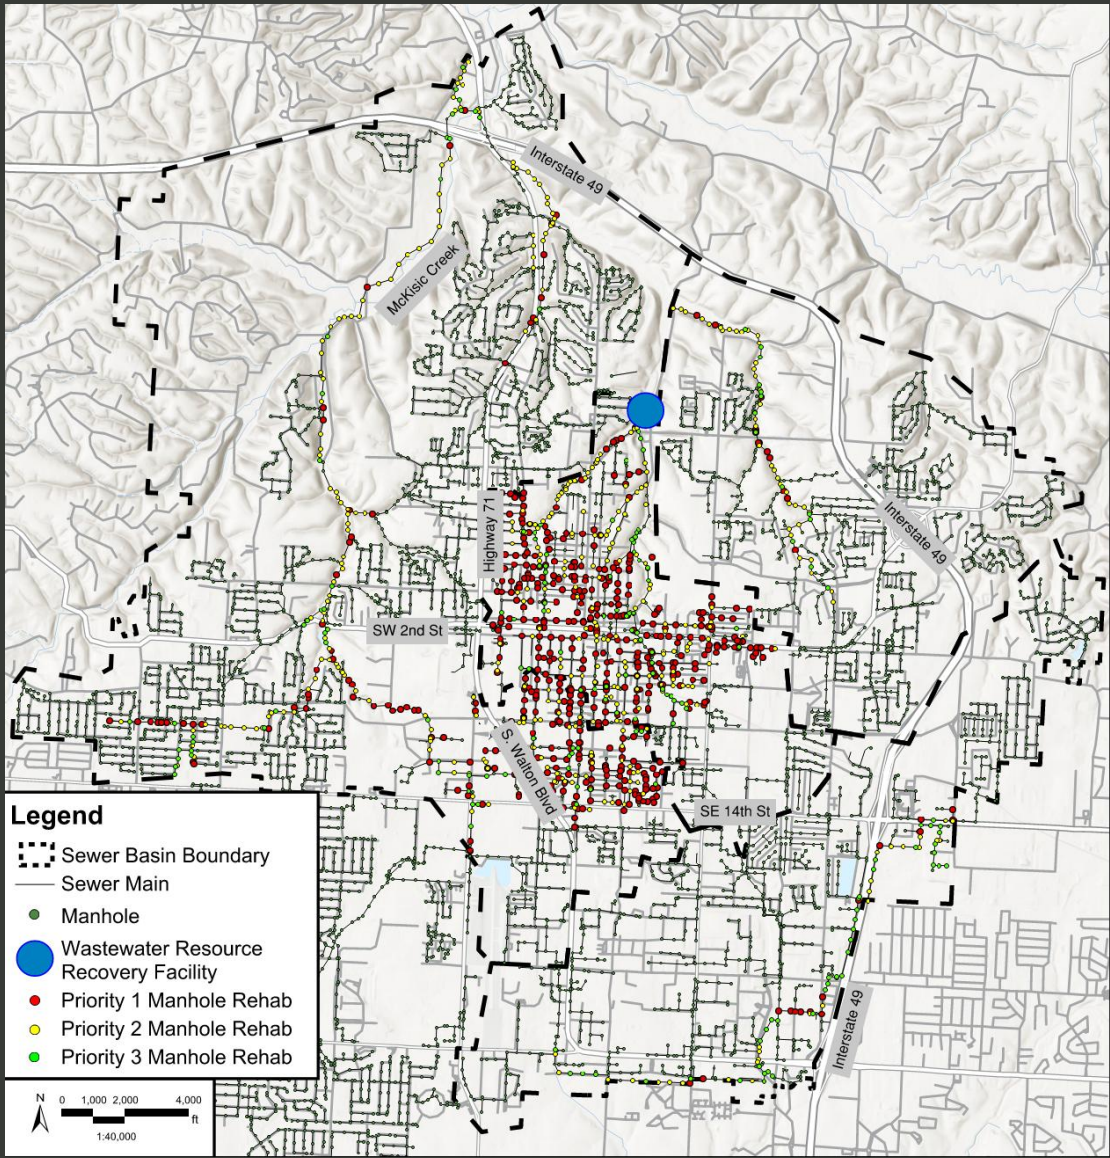 Interstate 49
McKisic Creek
Highway 71
Interstate 49
SW 2nd St
S. Walton Blvd
SE 14th St
Interstate 49
Legend
Sewer Basin Boundary
Sewer Main
Manhole
Wastewater Resource
Recovery Facility
Priority 1 Manhole Rehab
Priority 2 Manhole Rehab
Priority 3 Manhole Rehab
N
0 1,000 2,000 4,000
ft
1:40,000